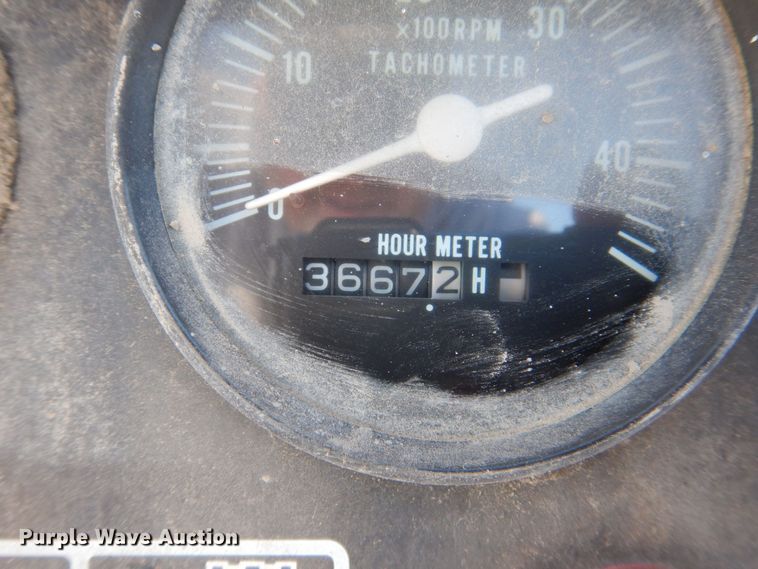 ×100RPM 30
10 TACHOMETER
40
0
HOUR METER
36672 H
Purple Wave Auction